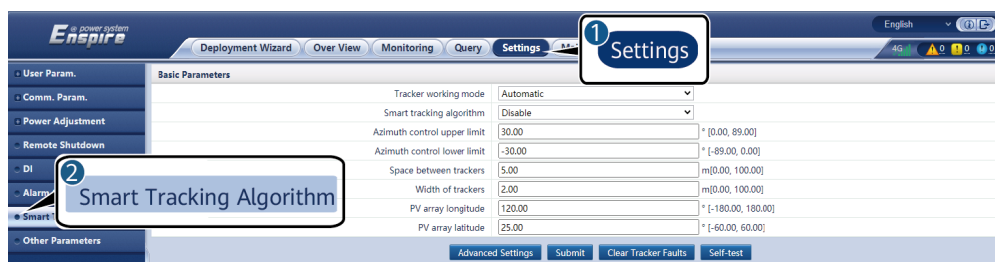 e power system
Enspire
English
Deployment Wizard Over View Monitoring Query Settings
1
Settings
4G 0 0 0
User Param.
Comm. Param.
Power Adjustment
Remote Shutdown
DI
Alarm
Smart T
Other Parameters
2
Smart Tracking Algorithm
Basic Parameters
Tracker working mode Automatic
Smart tracking algorithm Disable
Azimuth control upper limit 30.00 ° [0.00, 89.00]
Azimuth control lower limit -30.00 ° [-89.00, 0.00]
Space between trackers 5.00 m[0.00, 100.00]
Width of trackers 2.00 m[0.00, 100.00]
PV array longitude 120.00 ° [-180.00, 180.00]
PV array latitude 25.00 ° [-60.00, 60.00]
Advanced Settings Submit Clear Tracker Faults Self-test